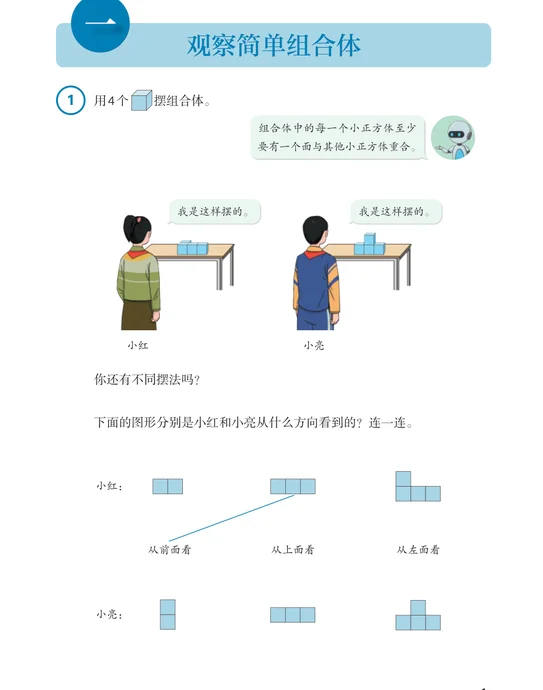 一
观察简单组合体
1 用4个 摆组合体。
组合体中的每一个小正方体至少
要有一个面与其他小正方体重合。
我是这样摆的。
我是这样摆的。
小红
小亮
你还有不同摆法吗?
下面的图形分别是小红和小亮从什么方向看到的?连一连。
小红:
从前面看 从上面看 从左面看
小亮: